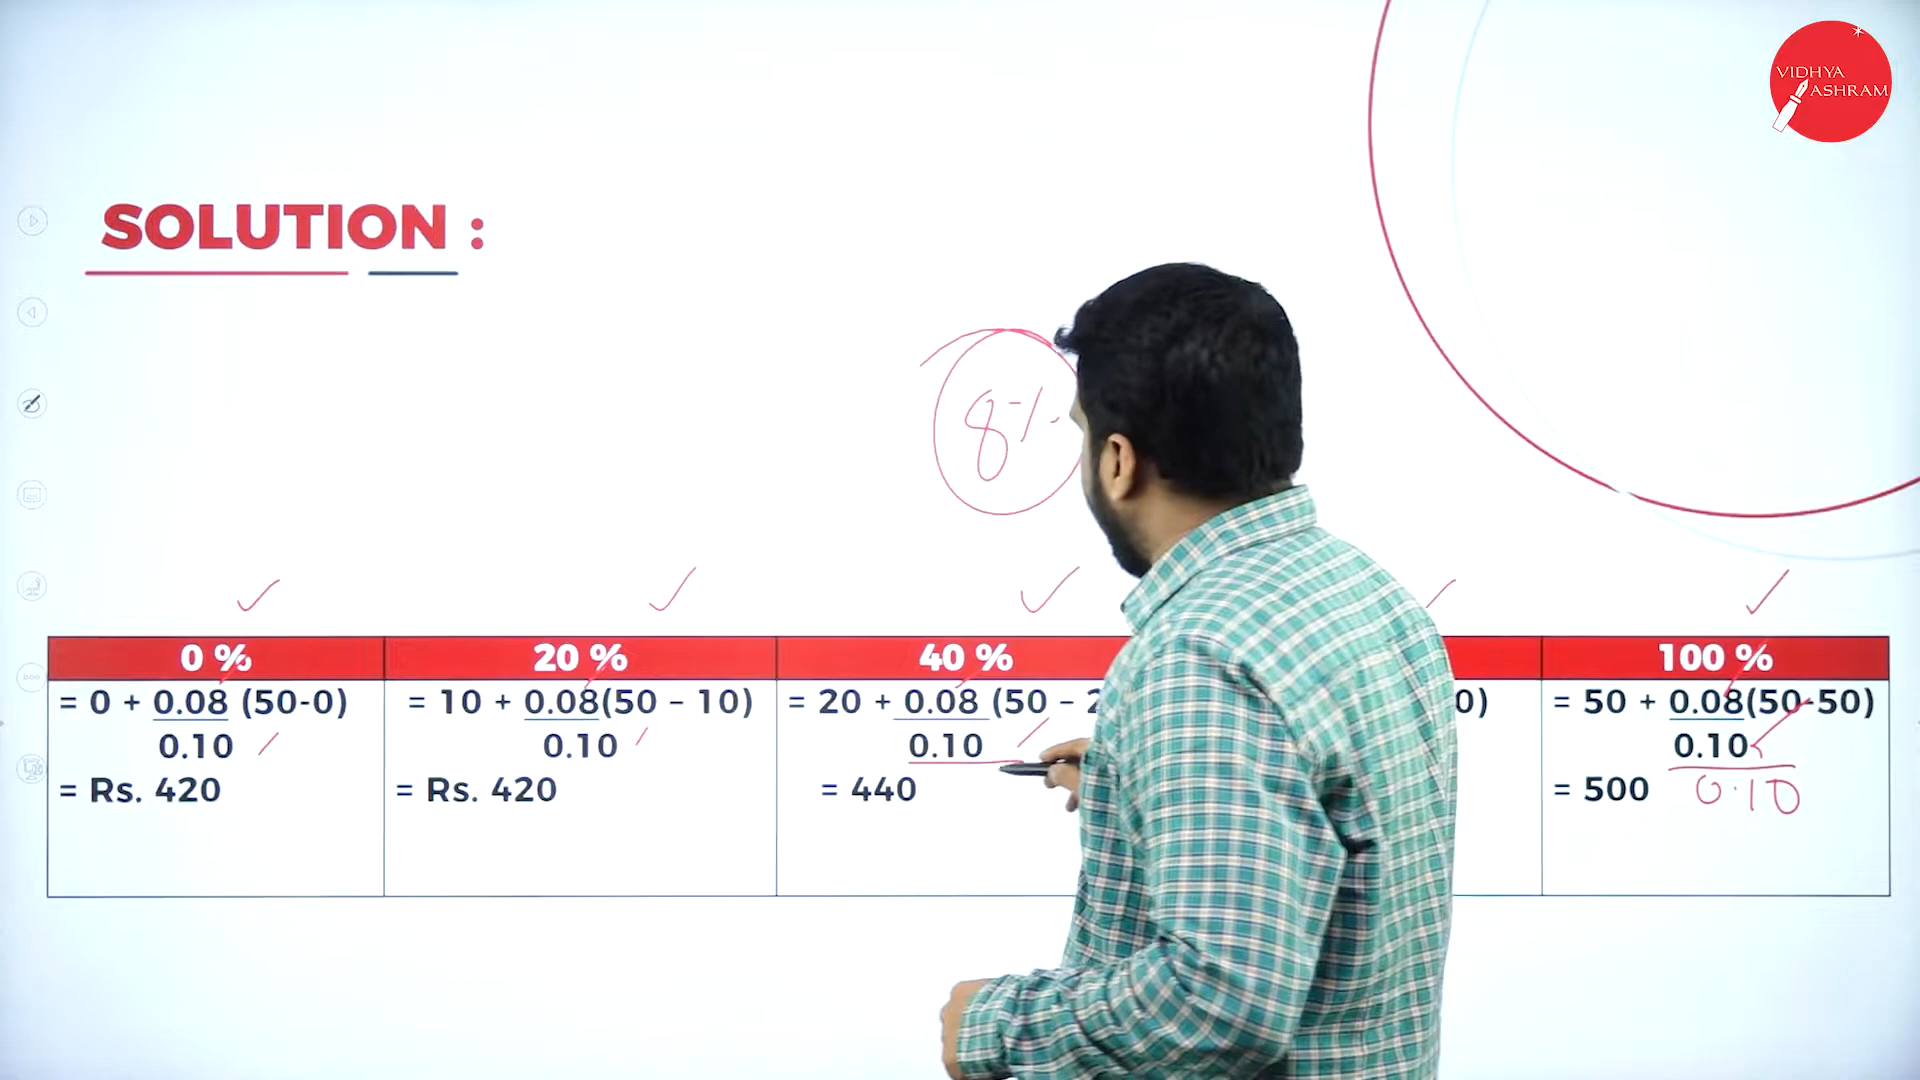 VIDHYA
ASHRAM
SOLUTION :
8%
0 %
20 %
40 %
100 %
= 0 + 0.08 (50-0)
0.10
= Rs. 420
= 10 + 0.08(50 - 10)
0.10
= Rs. 420
= 20 + 0.08 (50 - 2
0.10
= 440
0)
= 50 + 0.08(50-50)
0.10
= 500
0.10